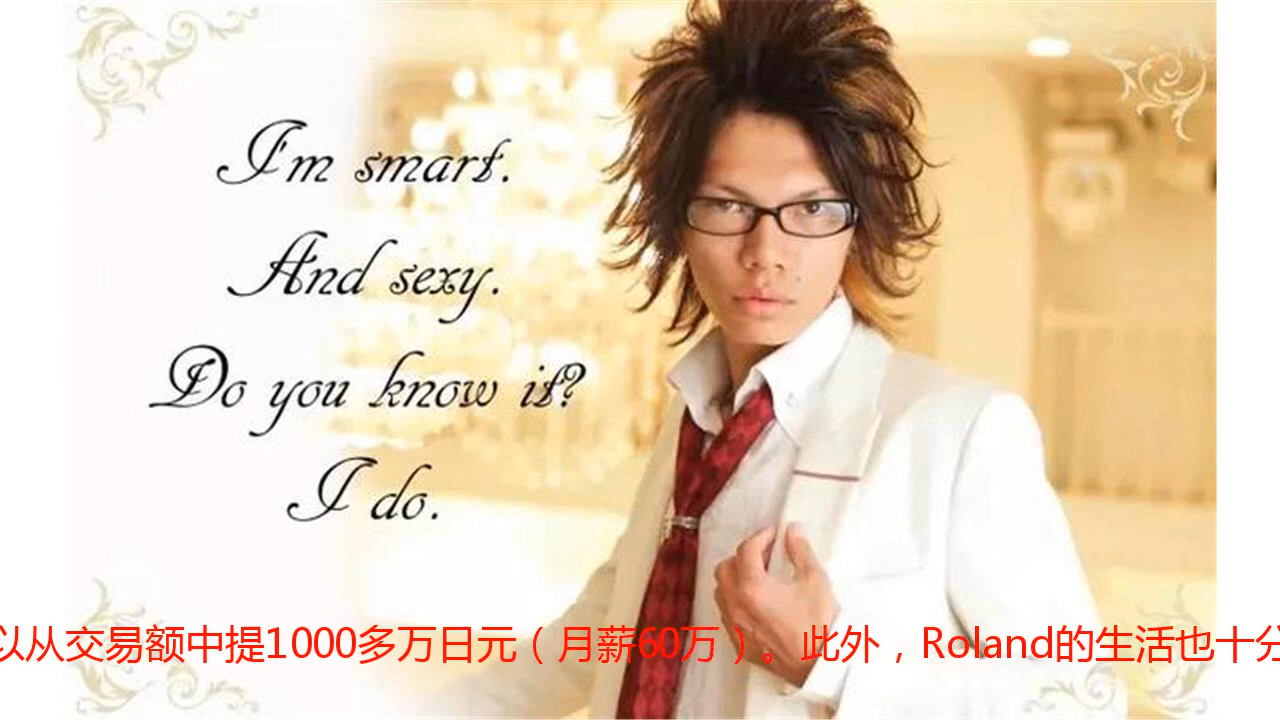 I'm smart.
And sexy.
Do you know it?
I do.
以从交易额中提1000多万日元（月薪60万）。此外，Roland的生活也十分